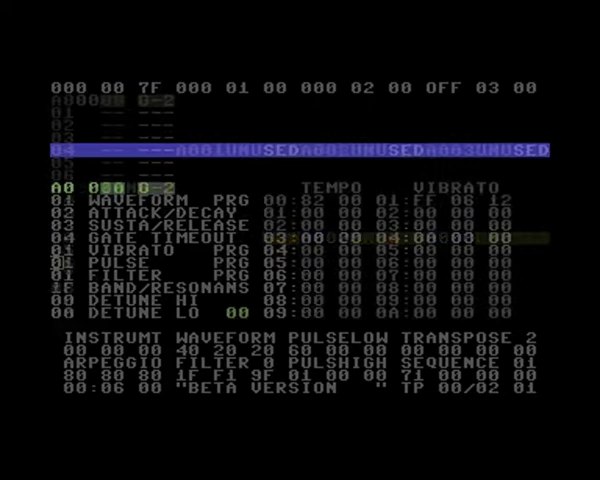 000 00 7F 000 01 00 000 02 00 OFF 03 00
A000 G-2
01 -- ---
02 -- ---
03 -- ---
04 -- --- A001UNUSED UNUSED A003UNUSED
05 -- ---
06 -- ---
A0 000 G-2 TEMPO VIBRATO
01 WAVEFORM PRG 00:82 00 01:FF 06 12
02 ATTACK/DECAY 01:00 00 02:00 00 00
03 SUSTA/RELEASE 02:00 00 03:00 00 00
04 GATE TIMEOUT 03 A0 20 04 0A 03 00
01 VIBRATO PRG 04:00 00 05:00 00 00
01 PULSE PRG 05:00 00 06:00 00 00
01 FILTER PRG 06:00 00 07:00 00 00
1F BAND/RESONANS 07:00 00 08:00 00 00
00 DETUNE HI 08:00 00 09:00 00 00
00 DETUNE LO 00 09:00 00 0A:00 00 00
INSTRUMT WAVEFORM PULSELOW TRANSPOSE 2
00 00 00 40 20 20 60 00 00 00 00 00 00
ARPEGGIO FILTER 0 PULSHIGH SEQUENCE 01
80 80 80 1F F1 9F 01 00 00 71 00 00 00
00:06 00 "BETA VERSION " TP 00/02 01